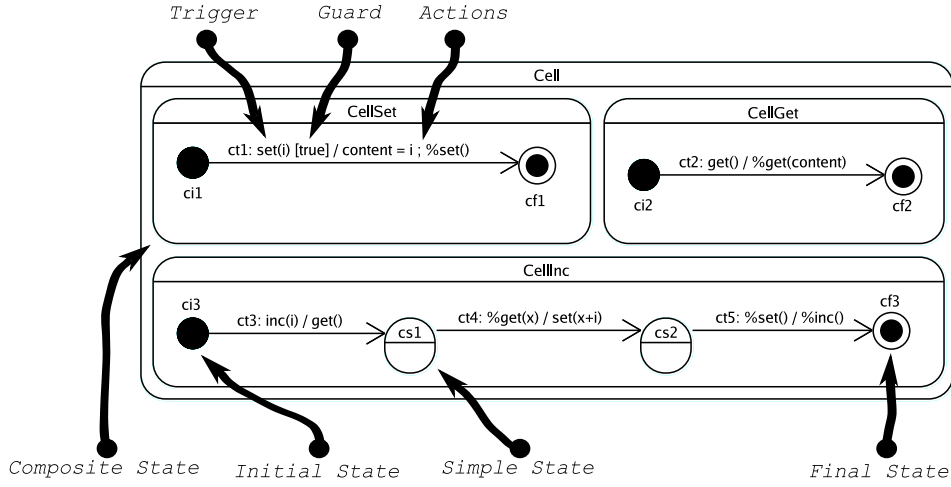 Trigger Guard Actions
Cell
CellSet
CellGet
ct1: set(i) [true] / content = i ; %set()
ci1
cf1
ct2: get() / %get(content)
ci2
cf2
CellInc
ci3
ct3: inc(i) / get()
cs1
ct4: %get(x) / set(x+i)
cs2
ct5: %set() / %inc()
cf3
Composite State Initial State Simple State Final State